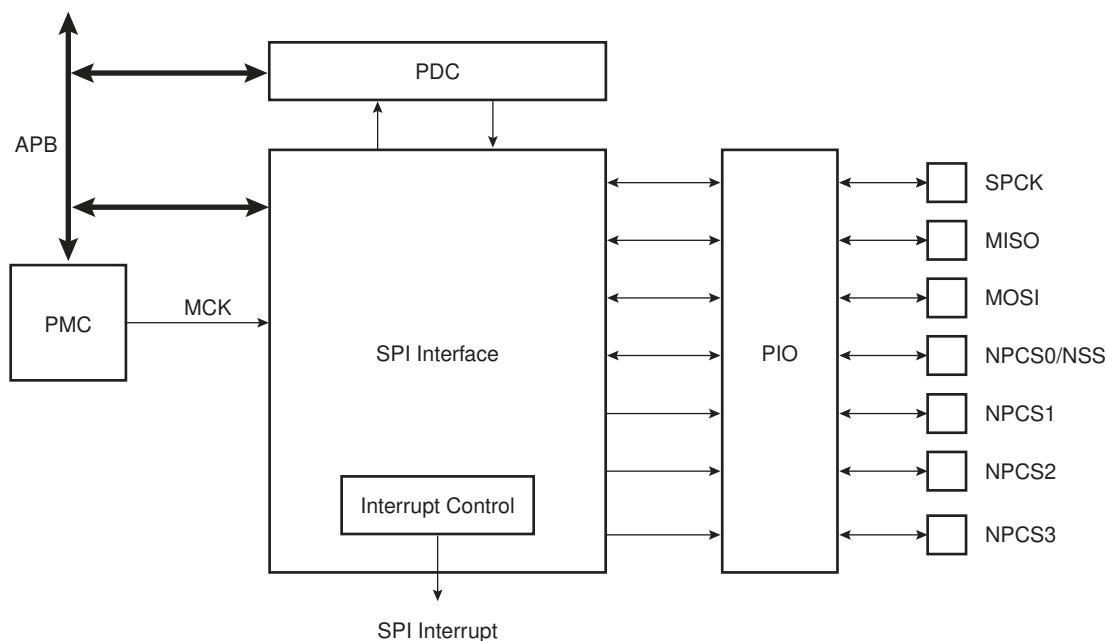 PDC
APB
SPCK
MISO
MCK
MOSI
PMC
SPI Interface
PIO
NPCS0/NSS
NPCS1
NPCS2
Interrupt Control
NPCS3
SPI Interrupt